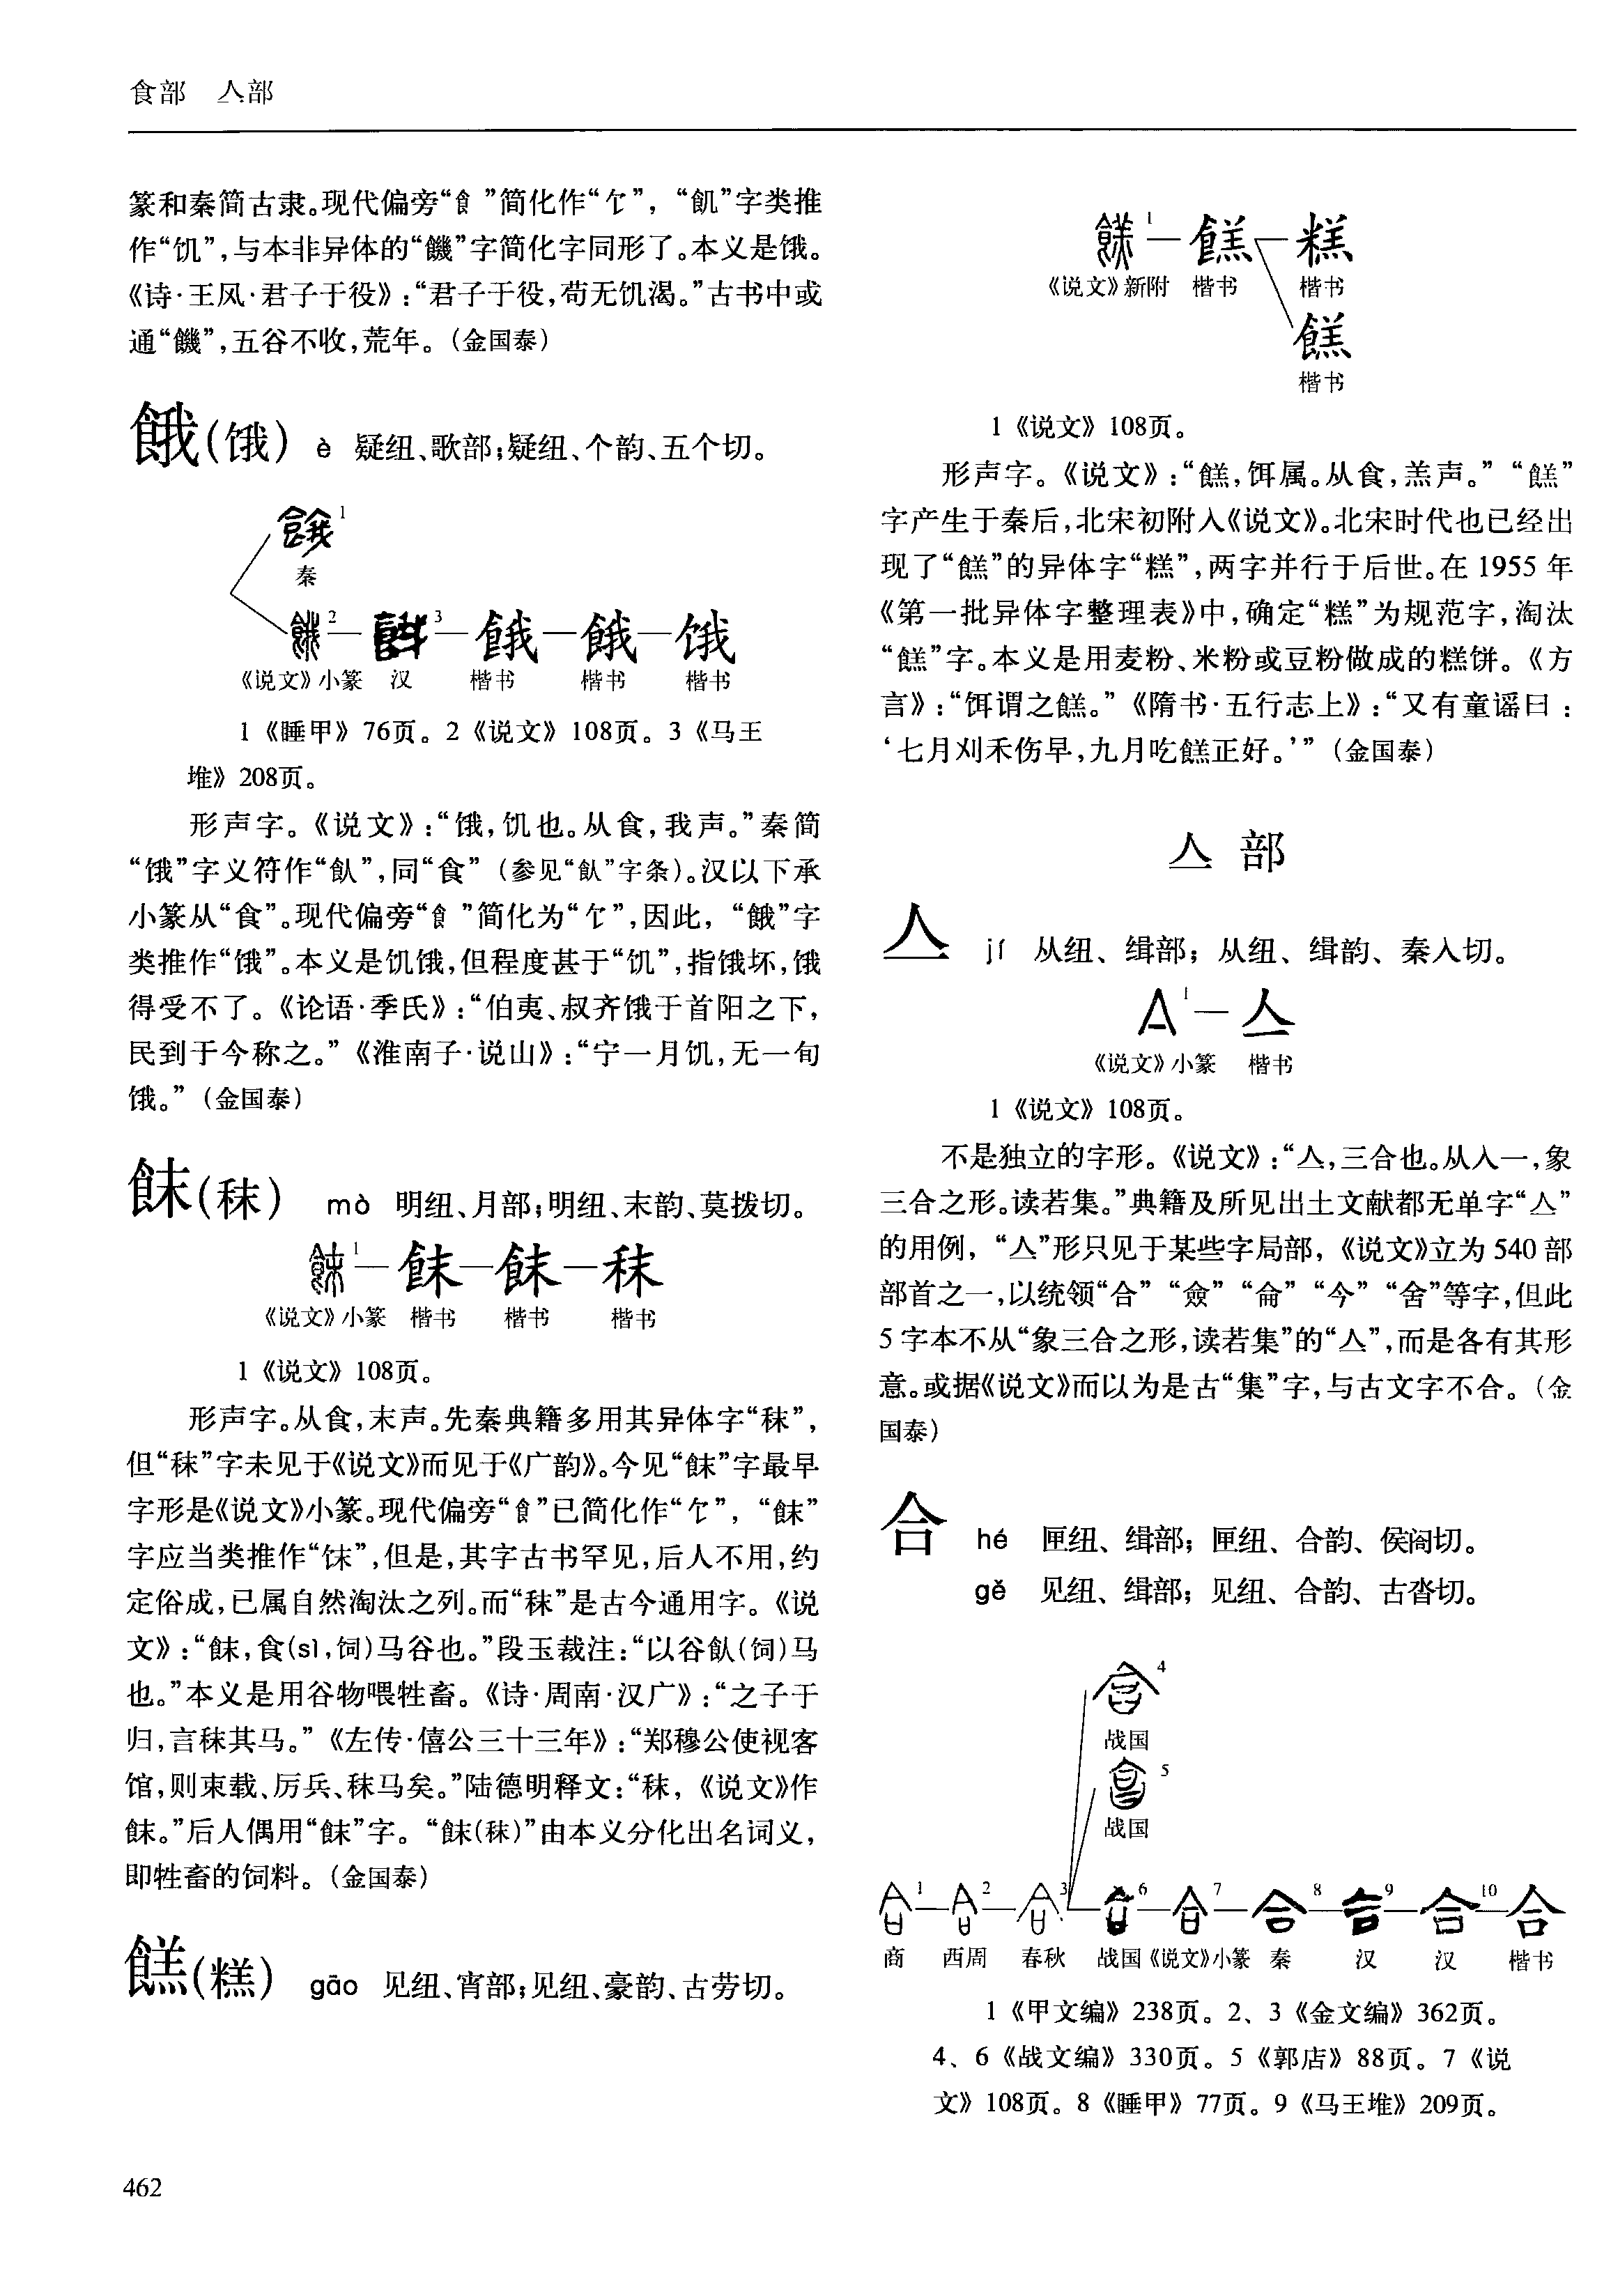 食部　亼部
篆和秦简古隶。现代偏旁“飠”简化作“饣”，“飢”字类推
作“饥”，与本非异体的“饑”字简化字同形了。本义是饿。
《诗·王风·君子于役》：“君子于役，苟无饥渴。”古书中或
通“饑”，五谷不收，荒年。（金国泰）
餓（饿）　è　疑纽、歌部；疑纽、个韵、五个切。
1
秦
2　3　餓　餓　饿
《说文》小篆　汉　楷书　楷书　楷书
1《睡甲》76页。2《说文》108页。3《马王
堆》208页。
形声字。《说文》：“饿，饥也。从食，我声。”秦简
“饿”字义符作“飤”，同“食”（参见“飤”字条）。汉以下承
小篆从“食”。现代偏旁“飠”简化为“饣”，因此，“餓”字
类推作“饿”。本义是饥饿，但程度甚于“饥”，指饿坏，饿
得受不了。《论语·季氏》：“伯夷、叔齐饿于首阳之下，
民到于今称之。”《淮南子·说山》：“宁一月饥，无一旬
饿。”（金国泰）
餗（秣）　mò　明纽、月部；明纽、末韵、莫拨切。
1　䬴　䬴　秣
《说文》小篆　楷书　楷书　楷书
1《说文》108页。
形声字。从食，末声。先秦典籍多用其异体字“秣”，
但“秣”字未见于《说文》而见于《广韵》。今见“䬴”字最早
字形是《说文》小篆。现代偏旁“飠”已简化作“饣”，“䬴”
字应当类推作“𫗞”，但是，其字古书罕见，后人不用，约
定俗成，已属自然淘汰之列。而“秣”是古今通用字。《说
文》：“䬴，食（sì，饲）马谷也。”段玉裁注：“以谷飤（饲）马
也。”本义是用谷物喂牲畜。《诗·周南·汉广》：“之子于
归，言秣其马。”《左传·僖公三十三年》：“郑穆公使视客
馆，则束载、厉兵、秣马矣。”陆德明释文：“秣，《说文》作
䬴。”后人偶用“䬴”字。“䬴（秣）”由本义分化出名词义，
即牲畜的饲料。（金国泰）
餻（糕）　gāo　见纽、宵部；见纽、豪韵、古劳切。
1　餻　糕
《说文》新附　楷书　楷书
餻
楷书
1《说文》108页。
形声字。《说文》：“餻，饵属。从食，羔声。”“餻”
字产生于秦后，北宋初附入《说文》。北宋时代也已经出
现了“餻”的异体字“糕”，两字并行于后世。在1955年
《第一批异体字整理表》中，确定“糕”为规范字，淘汰
“餻”字。本义是用麦粉、米粉或豆粉做成的糕饼。《方
言》：“饵谓之餻。”《隋书·五行志上》：“又有童谣曰：
‘七月刈禾伤早，九月吃餻正好。’”（金国泰）
亼部
亼　jí　从纽、缉部；从纽、缉韵、秦入切。
1　亼
《说文》小篆　楷书
1《说文》108页。
不是独立的字形。《说文》：“亼，三合也。从入一，象
三合之形。读若集。”典籍及所见出土文献都无单字“亼”
的用例，“亼”形只见于某些字局部，《说文》立为540部
部首之一，以统领“合”“僉”“侖”“今”“舍”等字，但此
5字本不从“象三合之形，读若集”的“亼”，而是各有其形
意。或据《说文》而以为是古“集”字，与古文字不合。（金
国泰）
合　hé　匣纽、缉部；匣纽、合韵、侯阁切。
gě　见纽、缉部；见纽、合韵、古沓切。
4
战国
5
战国
1　2　3　6　7　8　9　10　合
商　西周　春秋　战国　《说文》小篆　秦　汉　汉　楷书
1《甲文编》238页。2、3《金文编》362页。
4、6《战文编》330页。5《郭店》88页。7《说
文》108页。8《睡甲》77页。9《马王堆》209页。
462